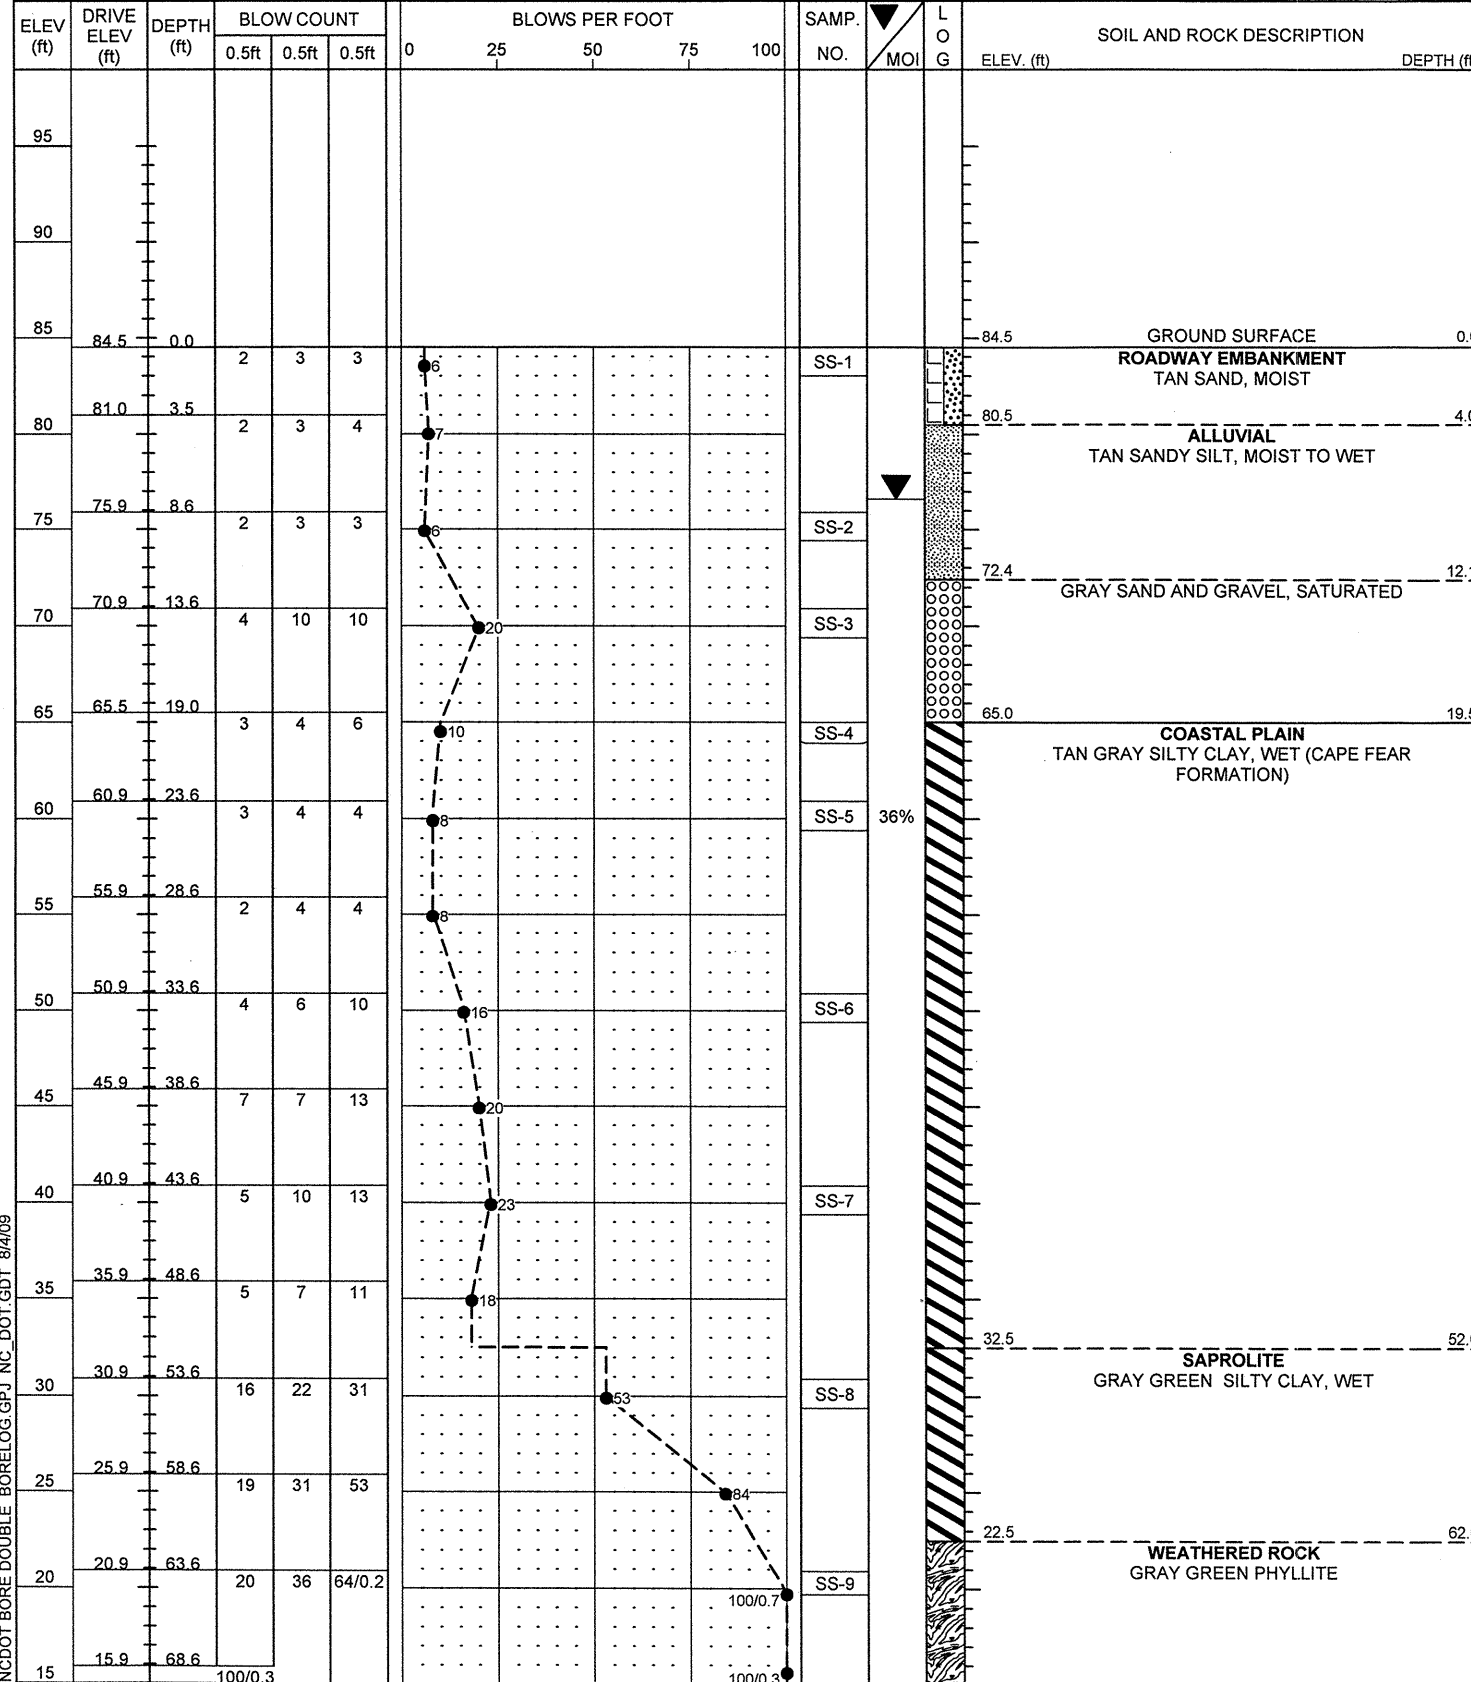 ELEV (ft) DRIVE ELEV (ft) DEPTH (ft) BLOW COUNT BLOWS PER FOOT SAMP. NO. MOI LOG SOIL AND ROCK DESCRIPTION
0.5ft 0.5ft 0.5ft 0 25 50 75 100 ELEV. (ft) DEPTH (ft
95
90
85
84.5 0.0 84.5 GROUND SURFACE 0.
2 3 3 6 SS-1 ROADWAY EMBANKMENT
TAN SAND, MOIST
81.0 3.5 80.5 4.
80 2 3 4 7 ALLUVIAL
TAN SANDY SILT, MOIST TO WET
75.9 8.6
75 2 3 3 6 SS-2
72.4 12.
GRAY SAND AND GRAVEL, SATURATED
70.9 13.6
70 4 10 10 20 SS-3
65.5 19.0
65 65.0 19.5
3 4 6 10 SS-4 COASTAL PLAIN
TAN GRAY SILTY CLAY, WET (CAPE FEAR
FORMATION)
60.9 23.6
60 3 4 4 8 SS-5 36%
55.9 28.6
55 2 4 4 8
50.9 33.6
50 4 6 10 16 SS-6
45.9 38.6
45 7 7 13 20
40.9 43.6
40 5 10 13 23 SS-7
35.9 48.6
35 5 7 11 18
32.5 52.
SAPROLITE
GRAY GREEN SILTY CLAY, WET
30.9 53.6
30 16 22 31 53 SS-8
25.9 58.6
25 19 31 53 84
22.5 62.
WEATHERED ROCK
GRAY GREEN PHYLLITE
20.9 63.6
20 20 36 64/0.2 100/0.7 SS-9
15.9 68.6
15 100/0.3 100/0.3
NCDOT BORE DOUBLE BORELOG.GPJ NC_DOT.GDT 8/4/09